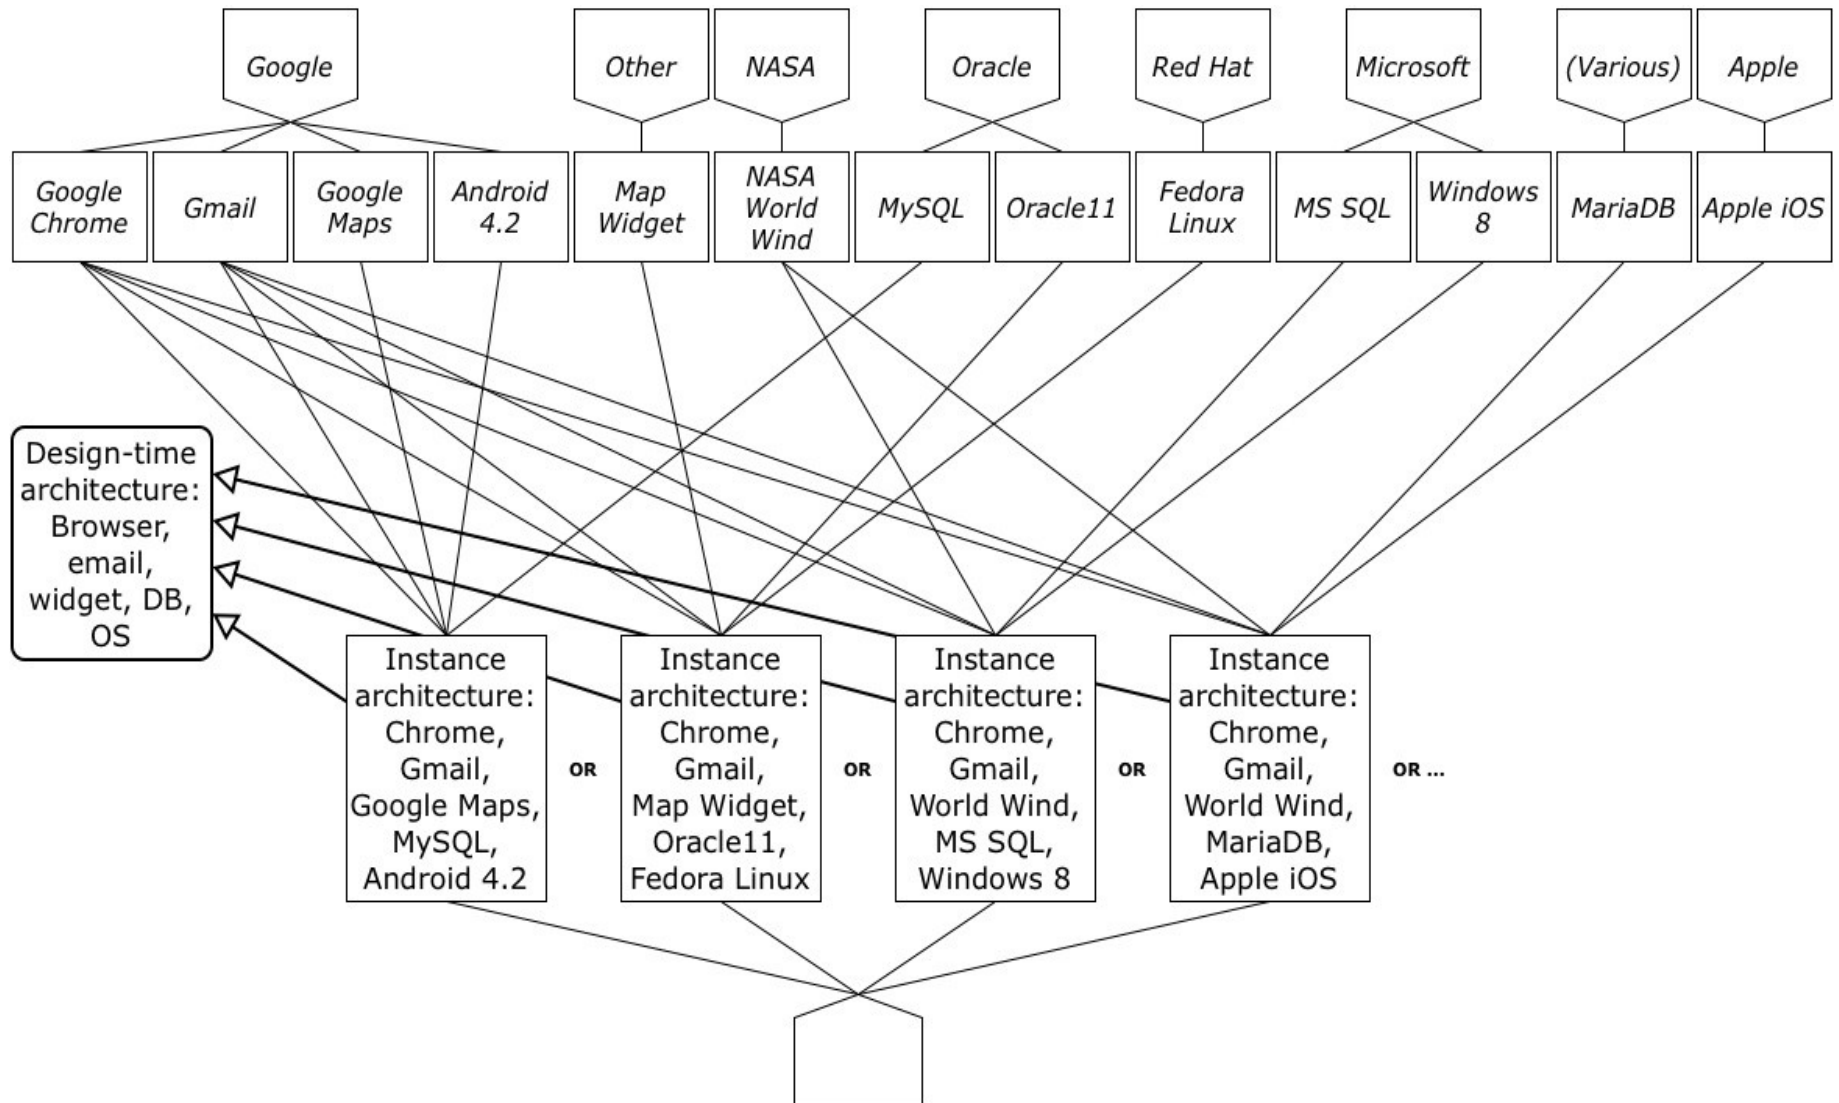 Google
Other
NASA
Oracle
Red Hat
Microsoft
(Various)
Apple
Google
Chrome
Gmail
Google
Maps
Android
4.2
Map
Widget
NASA
World
Wind
MySQL
Oracle11
Fedora
Linux
MS SQL
Windows
8
MariaDB
Apple iOS
Design-time
architecture:
Browser,
email,
widget, DB,
OS
Instance
architecture:
Chrome,
Gmail,
Google Maps,
MySQL,
Android 4.2
OR
Instance
architecture:
Chrome,
Gmail,
Map Widget,
Oracle11,
Fedora Linux
OR
Instance
architecture:
Chrome,
Gmail,
World Wind,
MS SQL,
Windows 8
OR
Instance
architecture:
Chrome,
Gmail,
World Wind,
MariaDB,
Apple iOS
OR ...